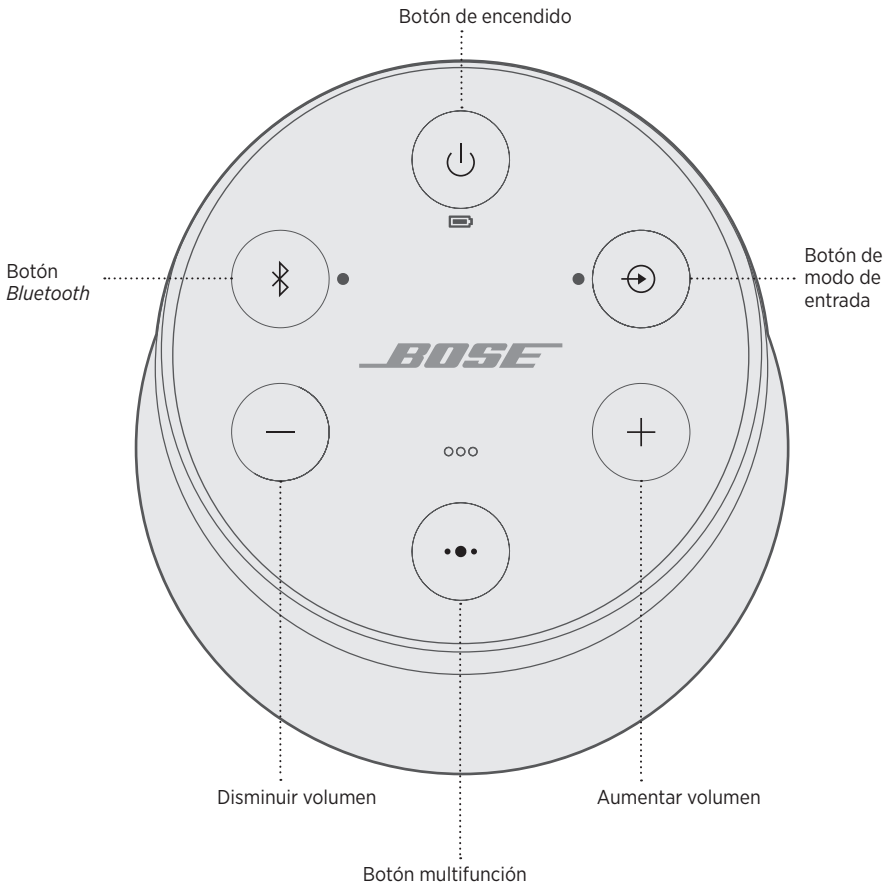 Botón de encendido
Botón
Bluetooth
Botón de
modo de
entrada
BOSE
Disminuir volumen
Aumentar volumen
Botón multifunción